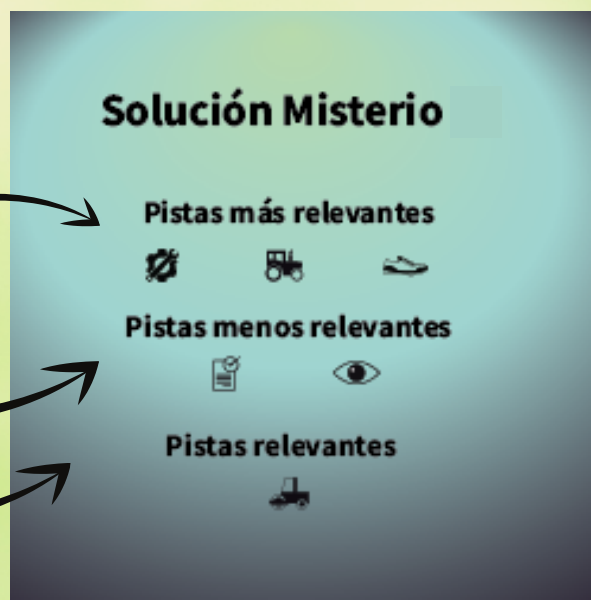 Solución Misterio
Pistas más relevantes
Pistas menos relevantes
Pistas relevantes